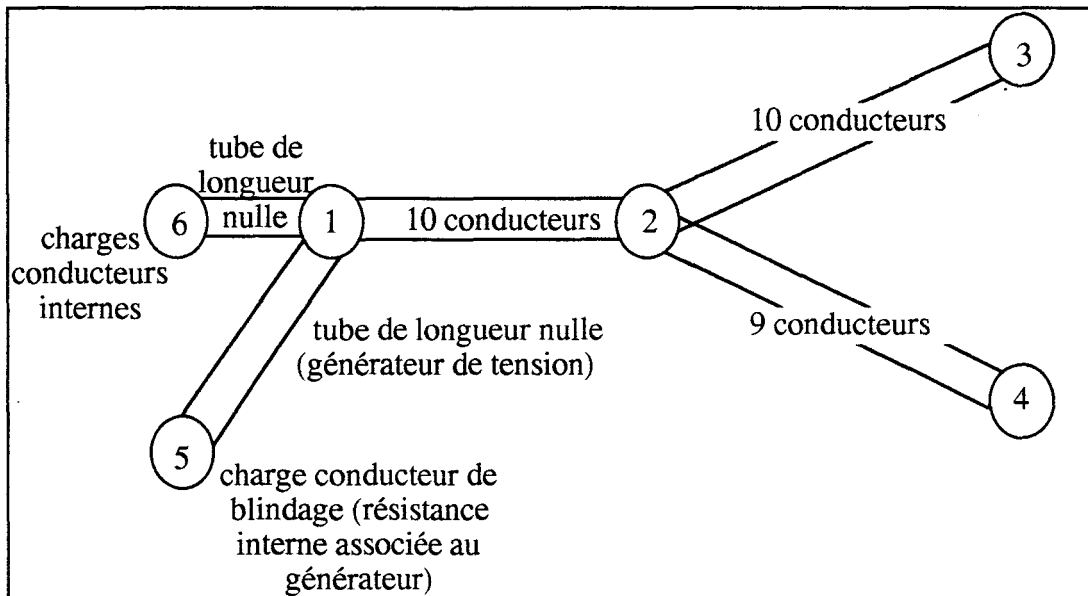 3
10 conducteurs
tube de
longueur
nulle
6
1
10 conducteurs
2
charges
conducteurs
internes
tube de longueur nulle
(générateur de tension)
9 conducteurs
4
5
charge conducteur de
blindage (résistance
interne associée au
générateur)